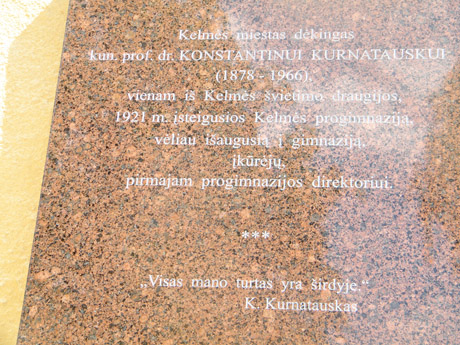 Kelmės miestas dėkingas
kun. prof. dr. KONSTANTINUI KURNATAUSKUI
(1878 - 1966),
vienam iš Kelmės švietimo draugijos,
1921 m. įsteigusios Kelmės progimnaziją,
vėliau išaugusią į gimnaziją,
įkūrėjų,
pirmajam progimnazijos direktoriui.
***
„Visas mano turtas yra širdyje.“
K. Kurnatauskas